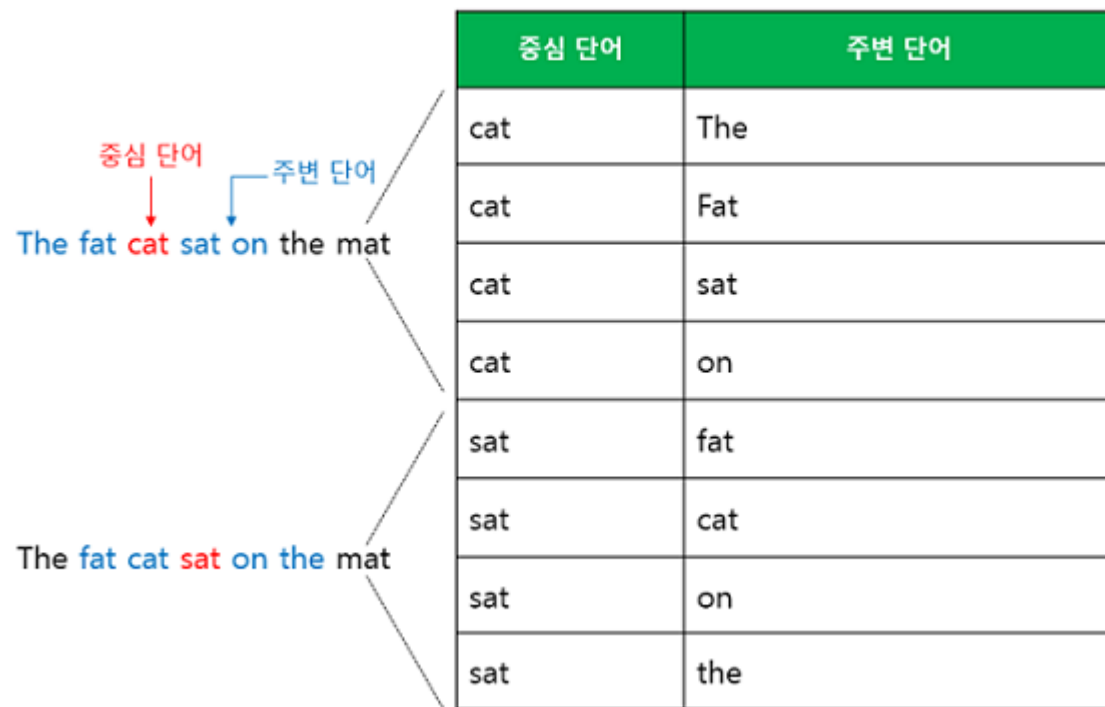 중심 단어 주변 단어
cat The
cat Fat
cat sat
cat on
sat fat
sat cat
sat on
sat the
중심 단어
주변 단어
The fat cat sat on the mat
The fat cat sat on the mat